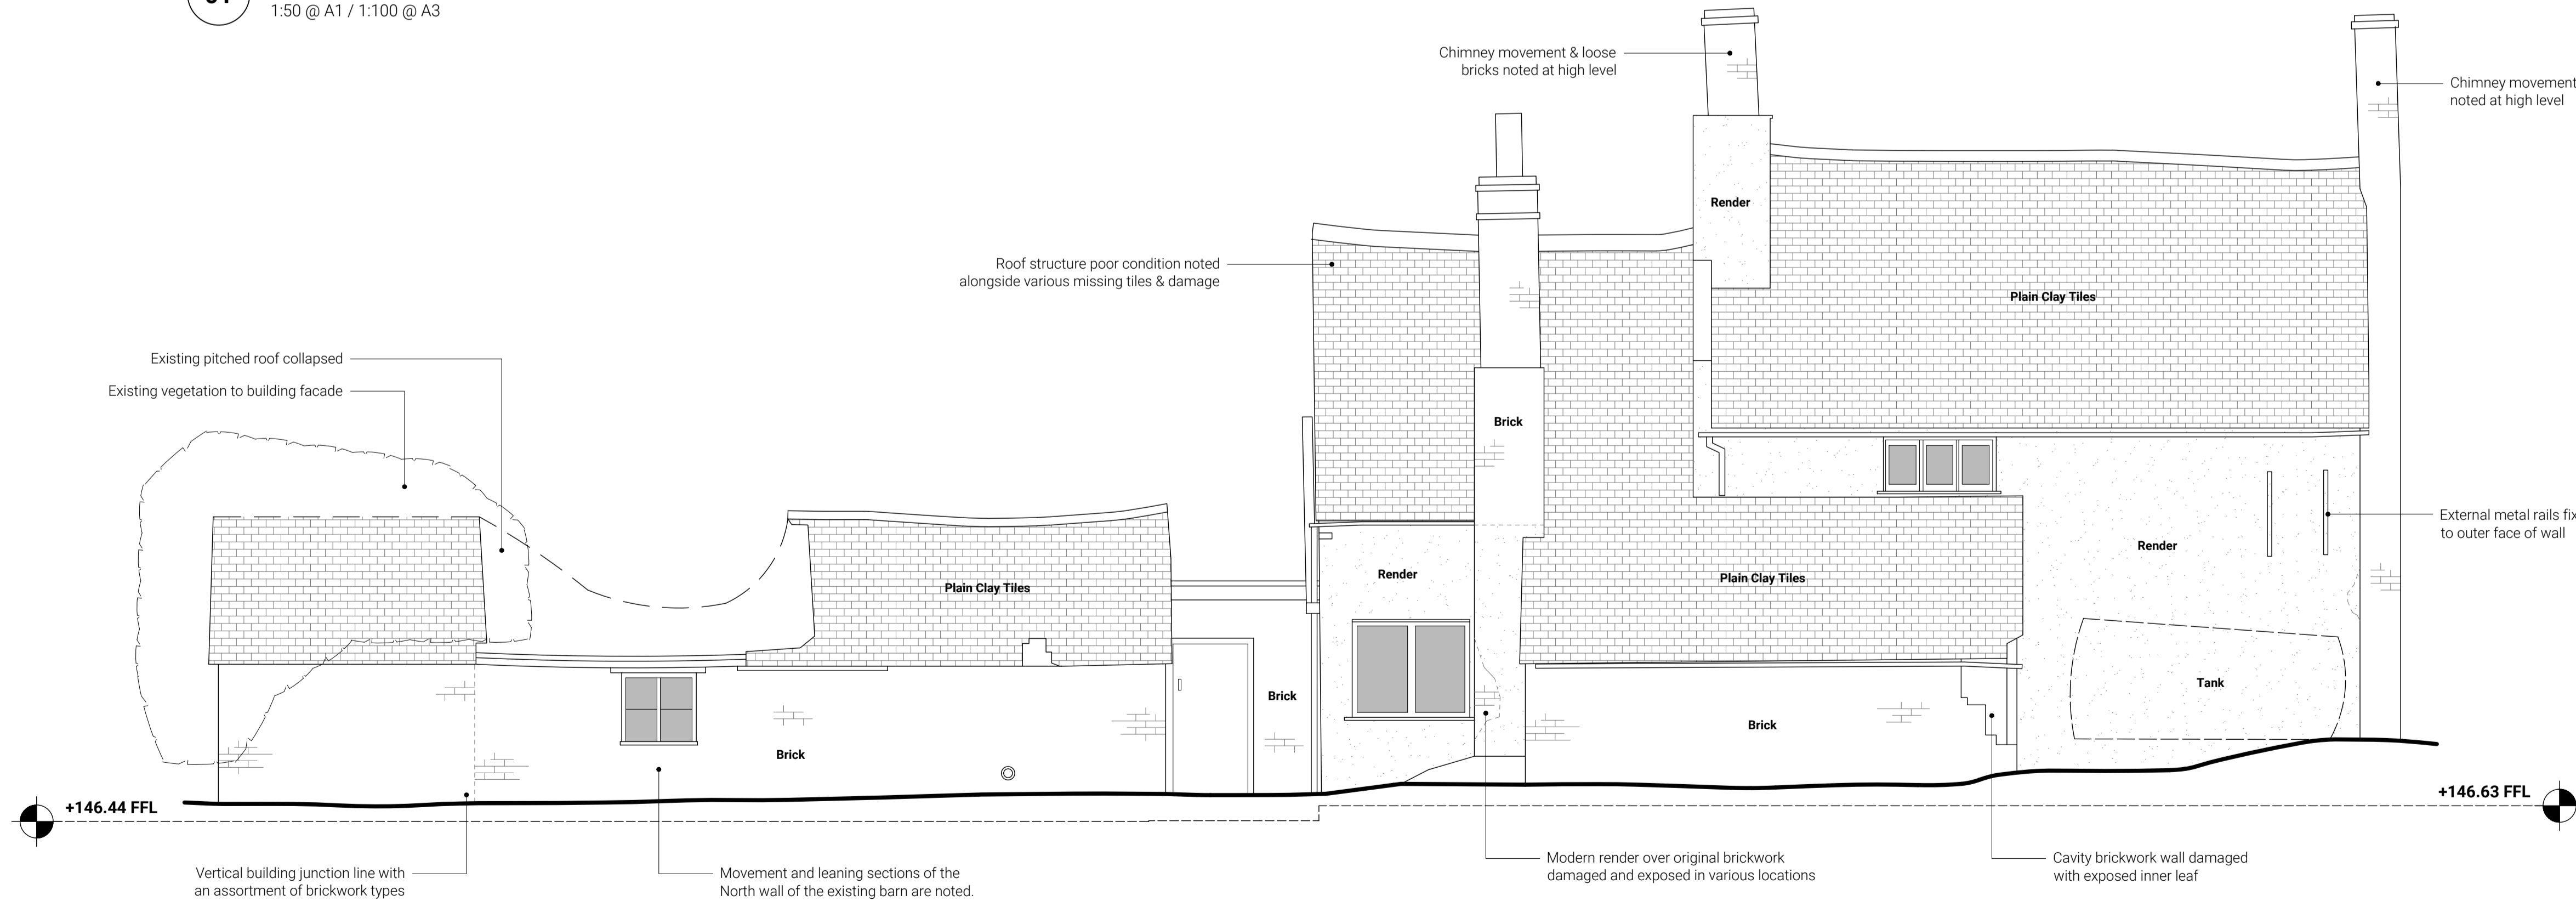 1:50 @ A1 / 1:100 @ A3
Chimney movement & loose
bricks noted at high level
Chimney movement
noted at high level
Render
Roof structure poor condition noted
alongside various missing tiles & damage
Plain Clay Tiles
Existing pitched roof collapsed
Existing vegetation to building facade
Brick
External metal rails fix
to outer face of wall
Render
Render
Plain Clay Tiles
Plain Clay Tiles
Tank
Brick
Brick
Brick
+146.44 FFL
+146.63 FFL
Vertical building junction line with
an assortment of brickwork types
Movement and leaning sections of the
North wall of the existing barn are noted.
Modern render over original brickwork
damaged and exposed in various locations
Cavity brickwork wall damaged
with exposed inner leaf